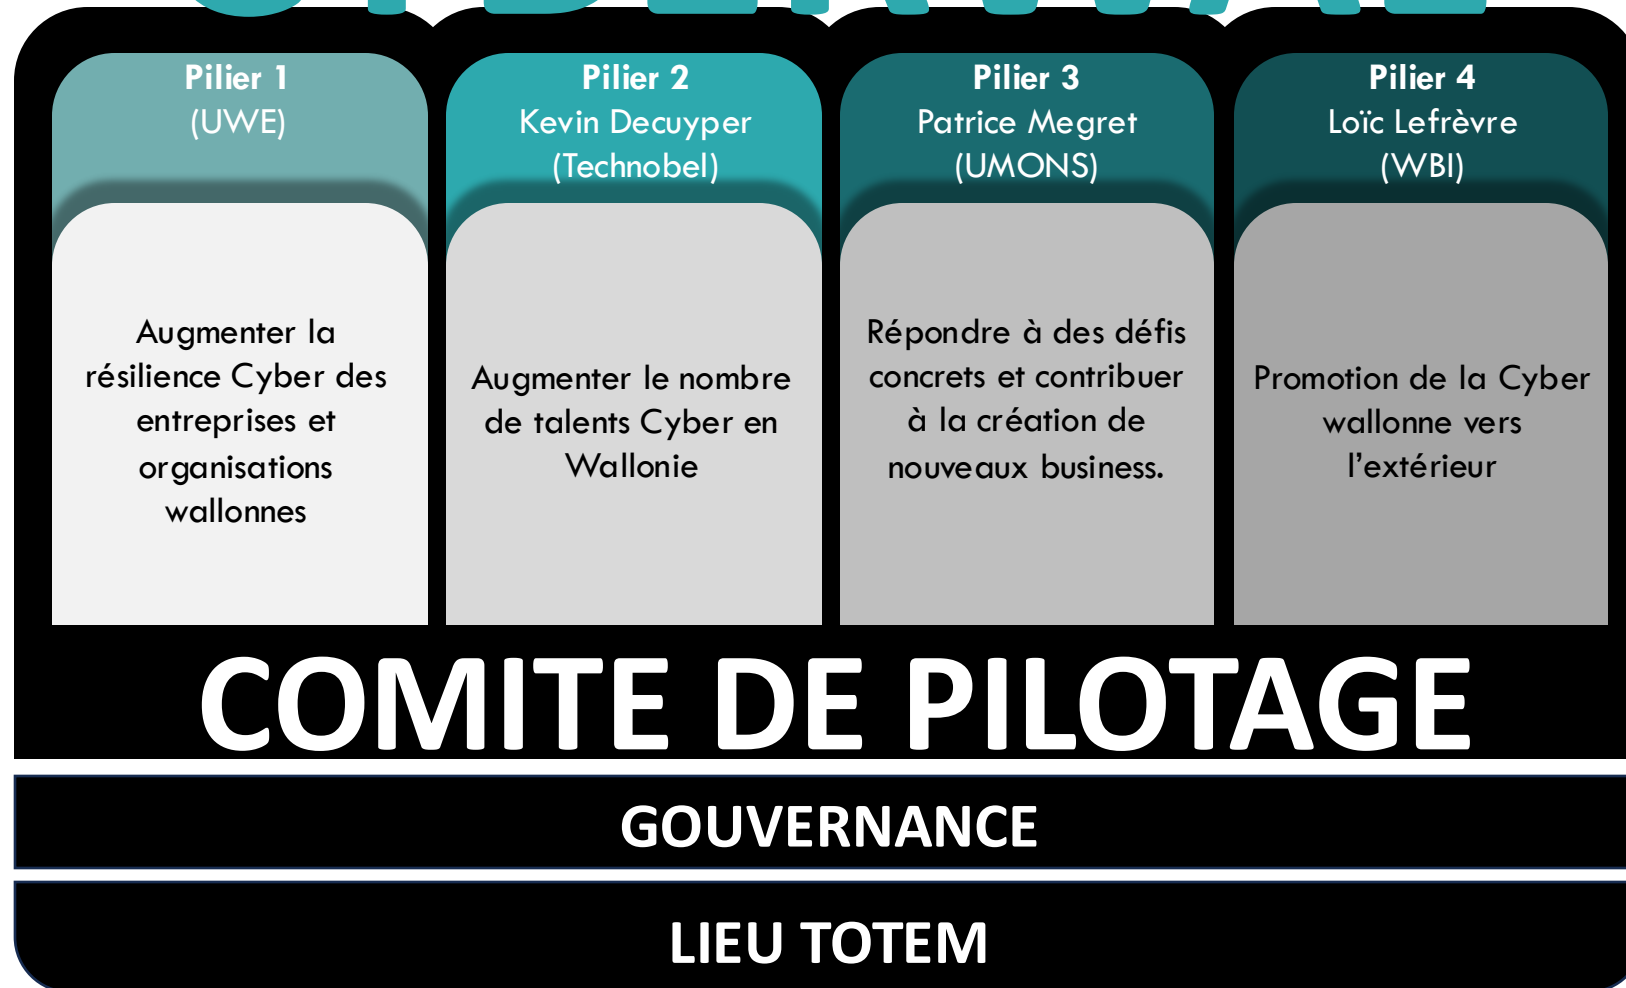 Pilier 1
(UWE)
Augmenter la
résilience Cyber des
entreprises et
organisations
wallonnes
Pilier 2
Kevin Decuyper
(Technobel)
Augmenter le nombre
de talents Cyber en
Wallonie
Pilier 3
Patrice Megret
(UMONS)
Répondre à des défis
concrets et contribuer
à la création de
nouveaux business.
Pilier 4
Loïc Lefrèvre
(WBI)
Promotion de la Cyber
wallonne vers
l’extérieur
COMITE DE PILOTAGE
GOUVERNANCE
LIEU TOTEM